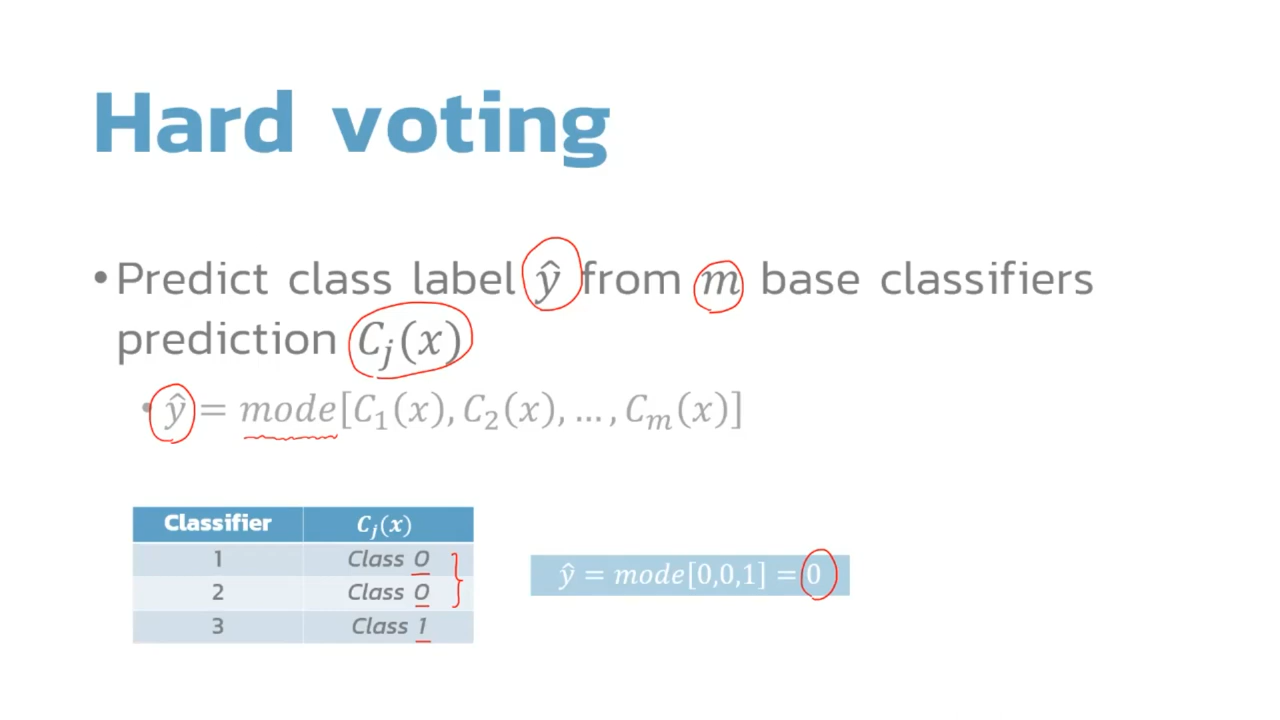 Hard voting
• Predict class label ŷ from m base classifiers
prediction Cⱼ(x)
• ŷ = mode[C₁(x), C₂(x), … , Cₘ(x)]
Classifier Cⱼ(x)
1 Class 0
2 Class 0
3 Class 1
ŷ = mode[0,0,1] = 0